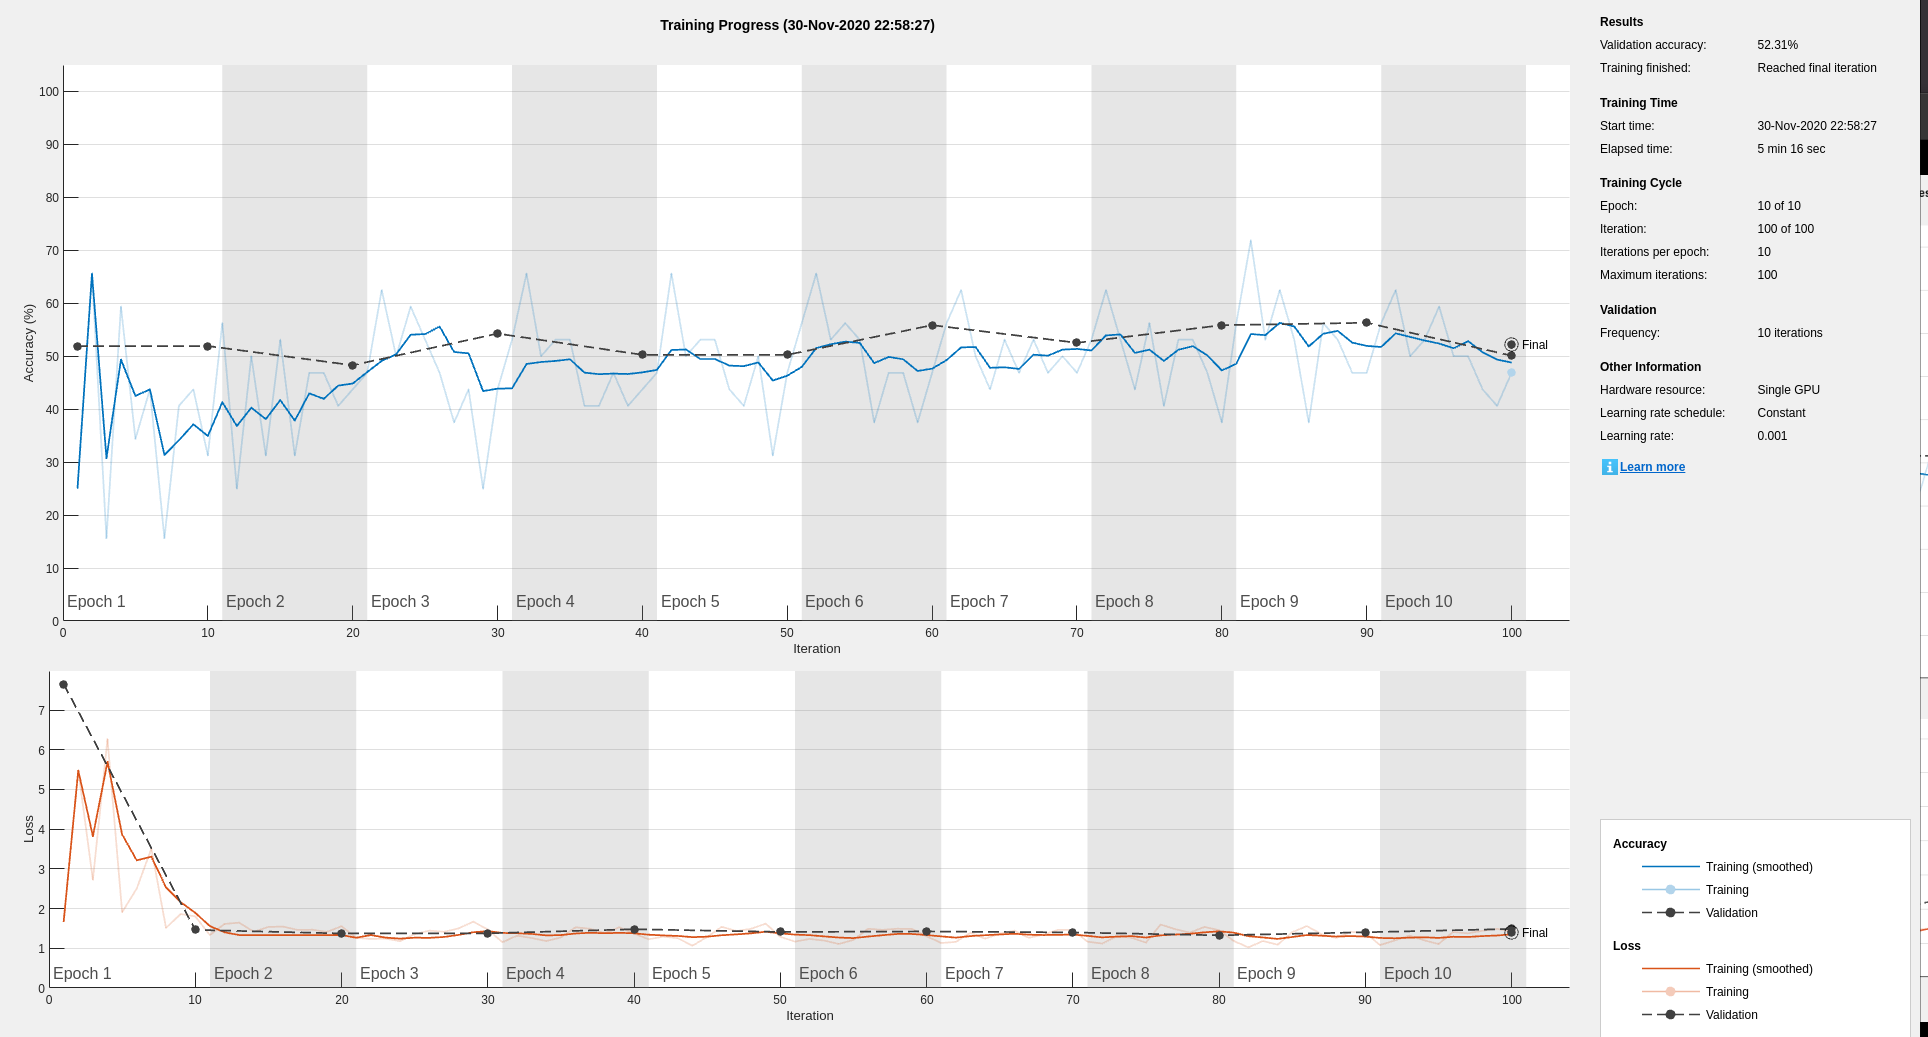 Training Progress (30-Nov-2020 22:58:27)
Accuracy (%)
100
90
80
70
60
50
40
30
20
10
0
Epoch 1 Epoch 2 Epoch 3 Epoch 4 Epoch 5 Epoch 6 Epoch 7 Epoch 8 Epoch 9 Epoch 10
Final
0 10 20 30 40 50 60 70 80 90 100
Iteration
Loss
7
6
5
4
3
2
1
0
Epoch 1 Epoch 2 Epoch 3 Epoch 4 Epoch 5 Epoch 6 Epoch 7 Epoch 8 Epoch 9 Epoch 10
Final
0 10 20 30 40 50 60 70 80 90 100
Iteration
Results
Validation accuracy: 52.31%
Training finished: Reached final iteration
Training Time
Start time: 30-Nov-2020 22:58:27
Elapsed time: 5 min 16 sec
Training Cycle
Epoch: 10 of 10
Iteration: 100 of 100
Iterations per epoch: 10
Maximum iterations: 100
Validation
Frequency: 10 iterations
Other Information
Hardware resource: Single GPU
Learning rate schedule: Constant
Learning rate: 0.001
i Learn more
Accuracy
Training (smoothed)
Training
Validation
Loss
Training (smoothed)
Training
Validation